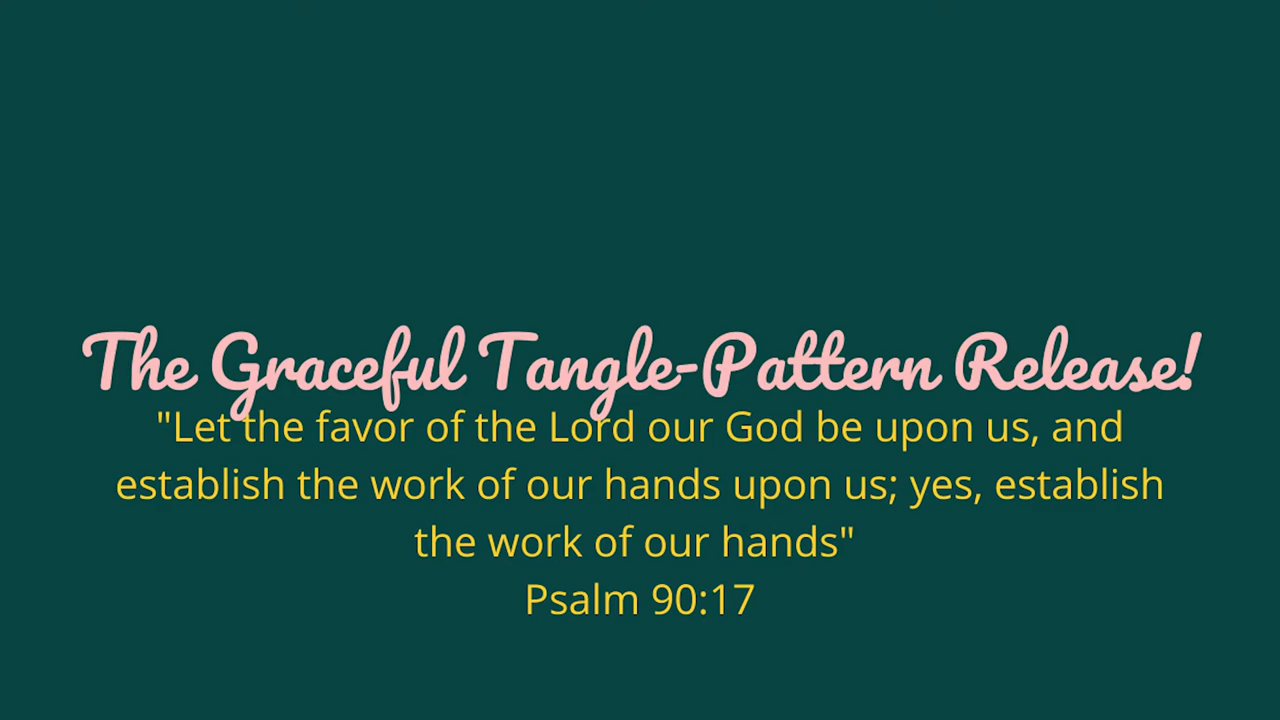 The Graceful Tangle-Pattern Release!
"Let the favor of the Lord our God be upon us, and
establish the work of our hands upon us; yes, establish
the work of our hands"
Psalm 90:17